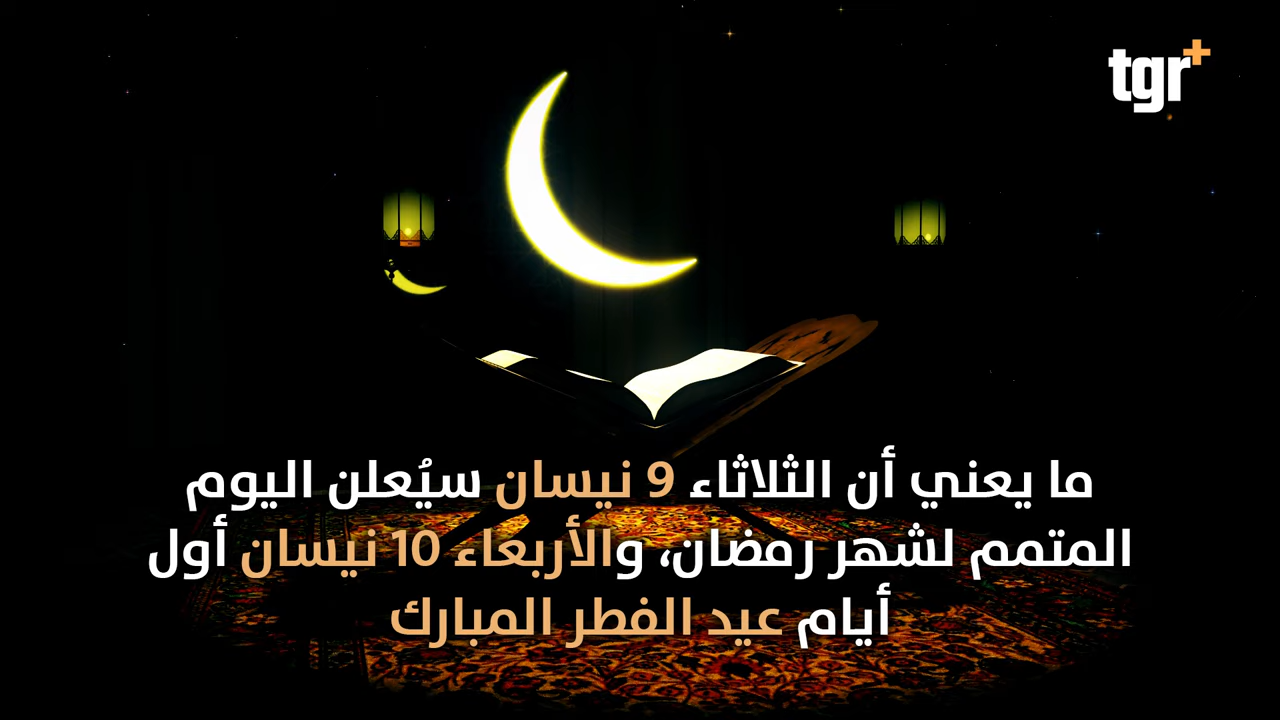 tgr+
ما يعني أن الثلاثاء 9 نيسان سيُعلن اليوم
المتمم لشهر رمضان، والأربعاء 10 نيسان أول
أيام عيد الفطر المبارك